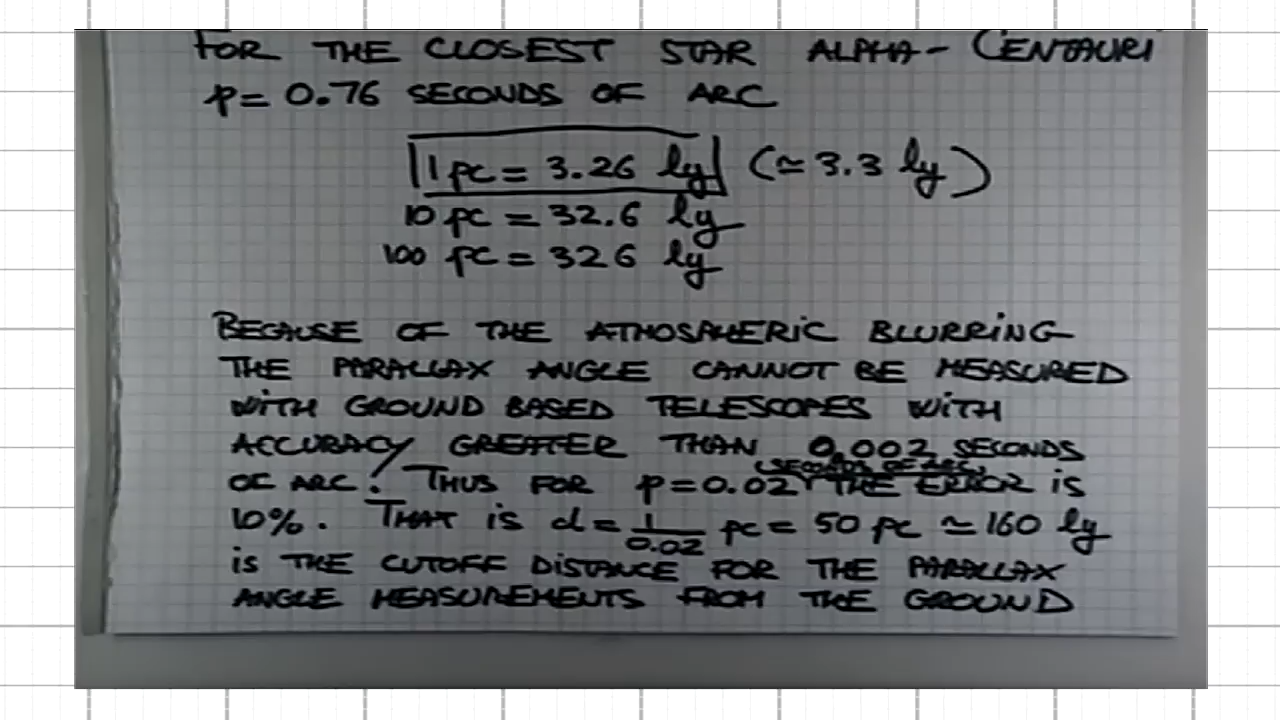 FOR THE CLOSEST STAR ALPHA-CENTAURI
p= 0.76 SECONDS OF ARC
1 pc = 3.26 ly (≃ 3.3 ly)
10 pc = 32.6 ly
100 pc = 326 ly
BECAUSE OF THE ATMOSPHERIC BLURRING
THE PARALLAX ANGLE CANNOT BE MEASURED
WITH GROUND BASED TELESCOPES WITH
ACCURACY GREATER THAN 0.002 SECONDS
(SECONDS OF ARC)
OF ARC! THUS FOR p=0.02 THE ERROR IS
10%. THAT IS d = 1/0.02 pc = 50 pc ≃ 160 ly
IS THE CUTOFF DISTANCE FOR THE PARALLAX
ANGLE MEASUREMENTS FROM THE GROUND